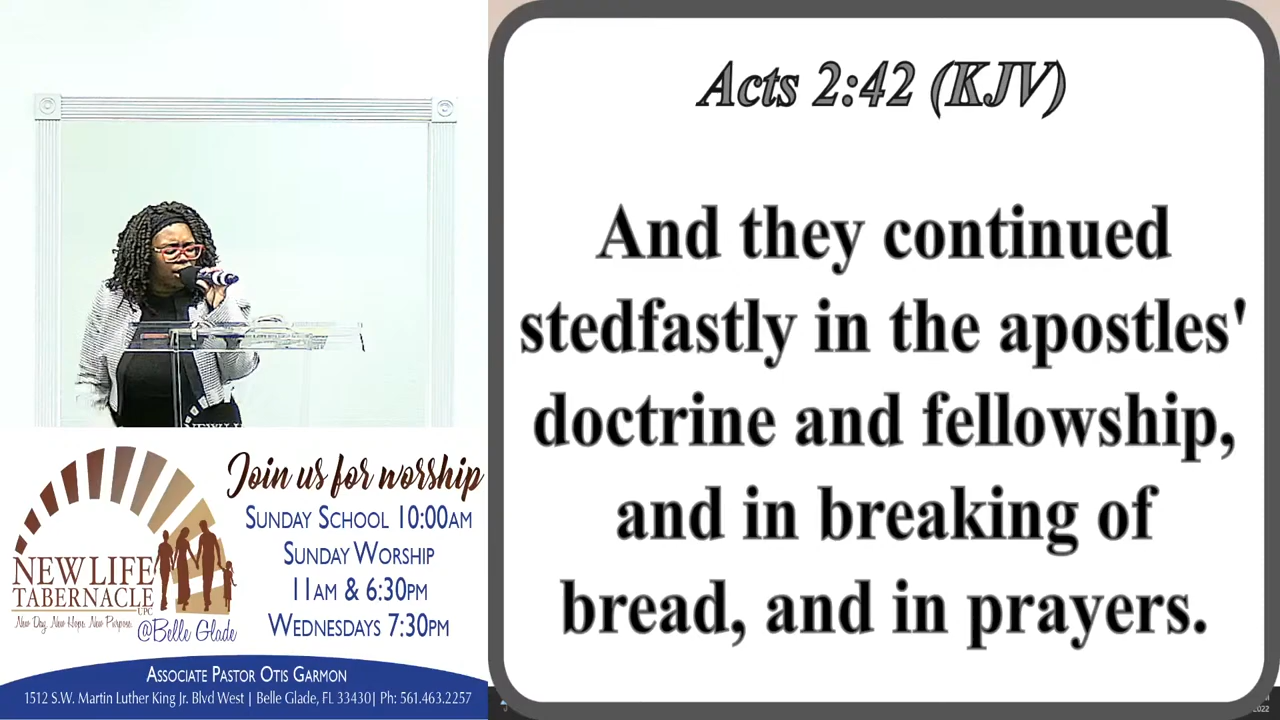 Acts 2:42 (KJV)
And they continued
stedfastly in the apostles'
doctrine and fellowship,
and in breaking of
bread, and in prayers.
Join us for worship
SUNDAY SCHOOL 10:00AM
SUNDAY WORSHIP
11AM & 6:30PM
WEDNESDAYS 7:30PM
NEW LIFE
TABERNACLE
UPC
New Day. New Hope. New Purpose.
@Belle Glade
ASSOCIATE PASTOR OTIS GARMON
1512 S.W. Martin Luther King Jr. Blvd West | Belle Glade, FL 33430| Ph: 561.463.2257